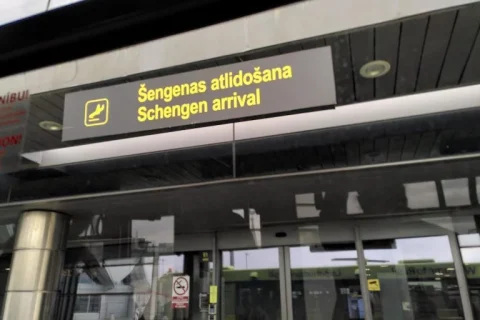 Šengenas atlidošana
Schengen arrival